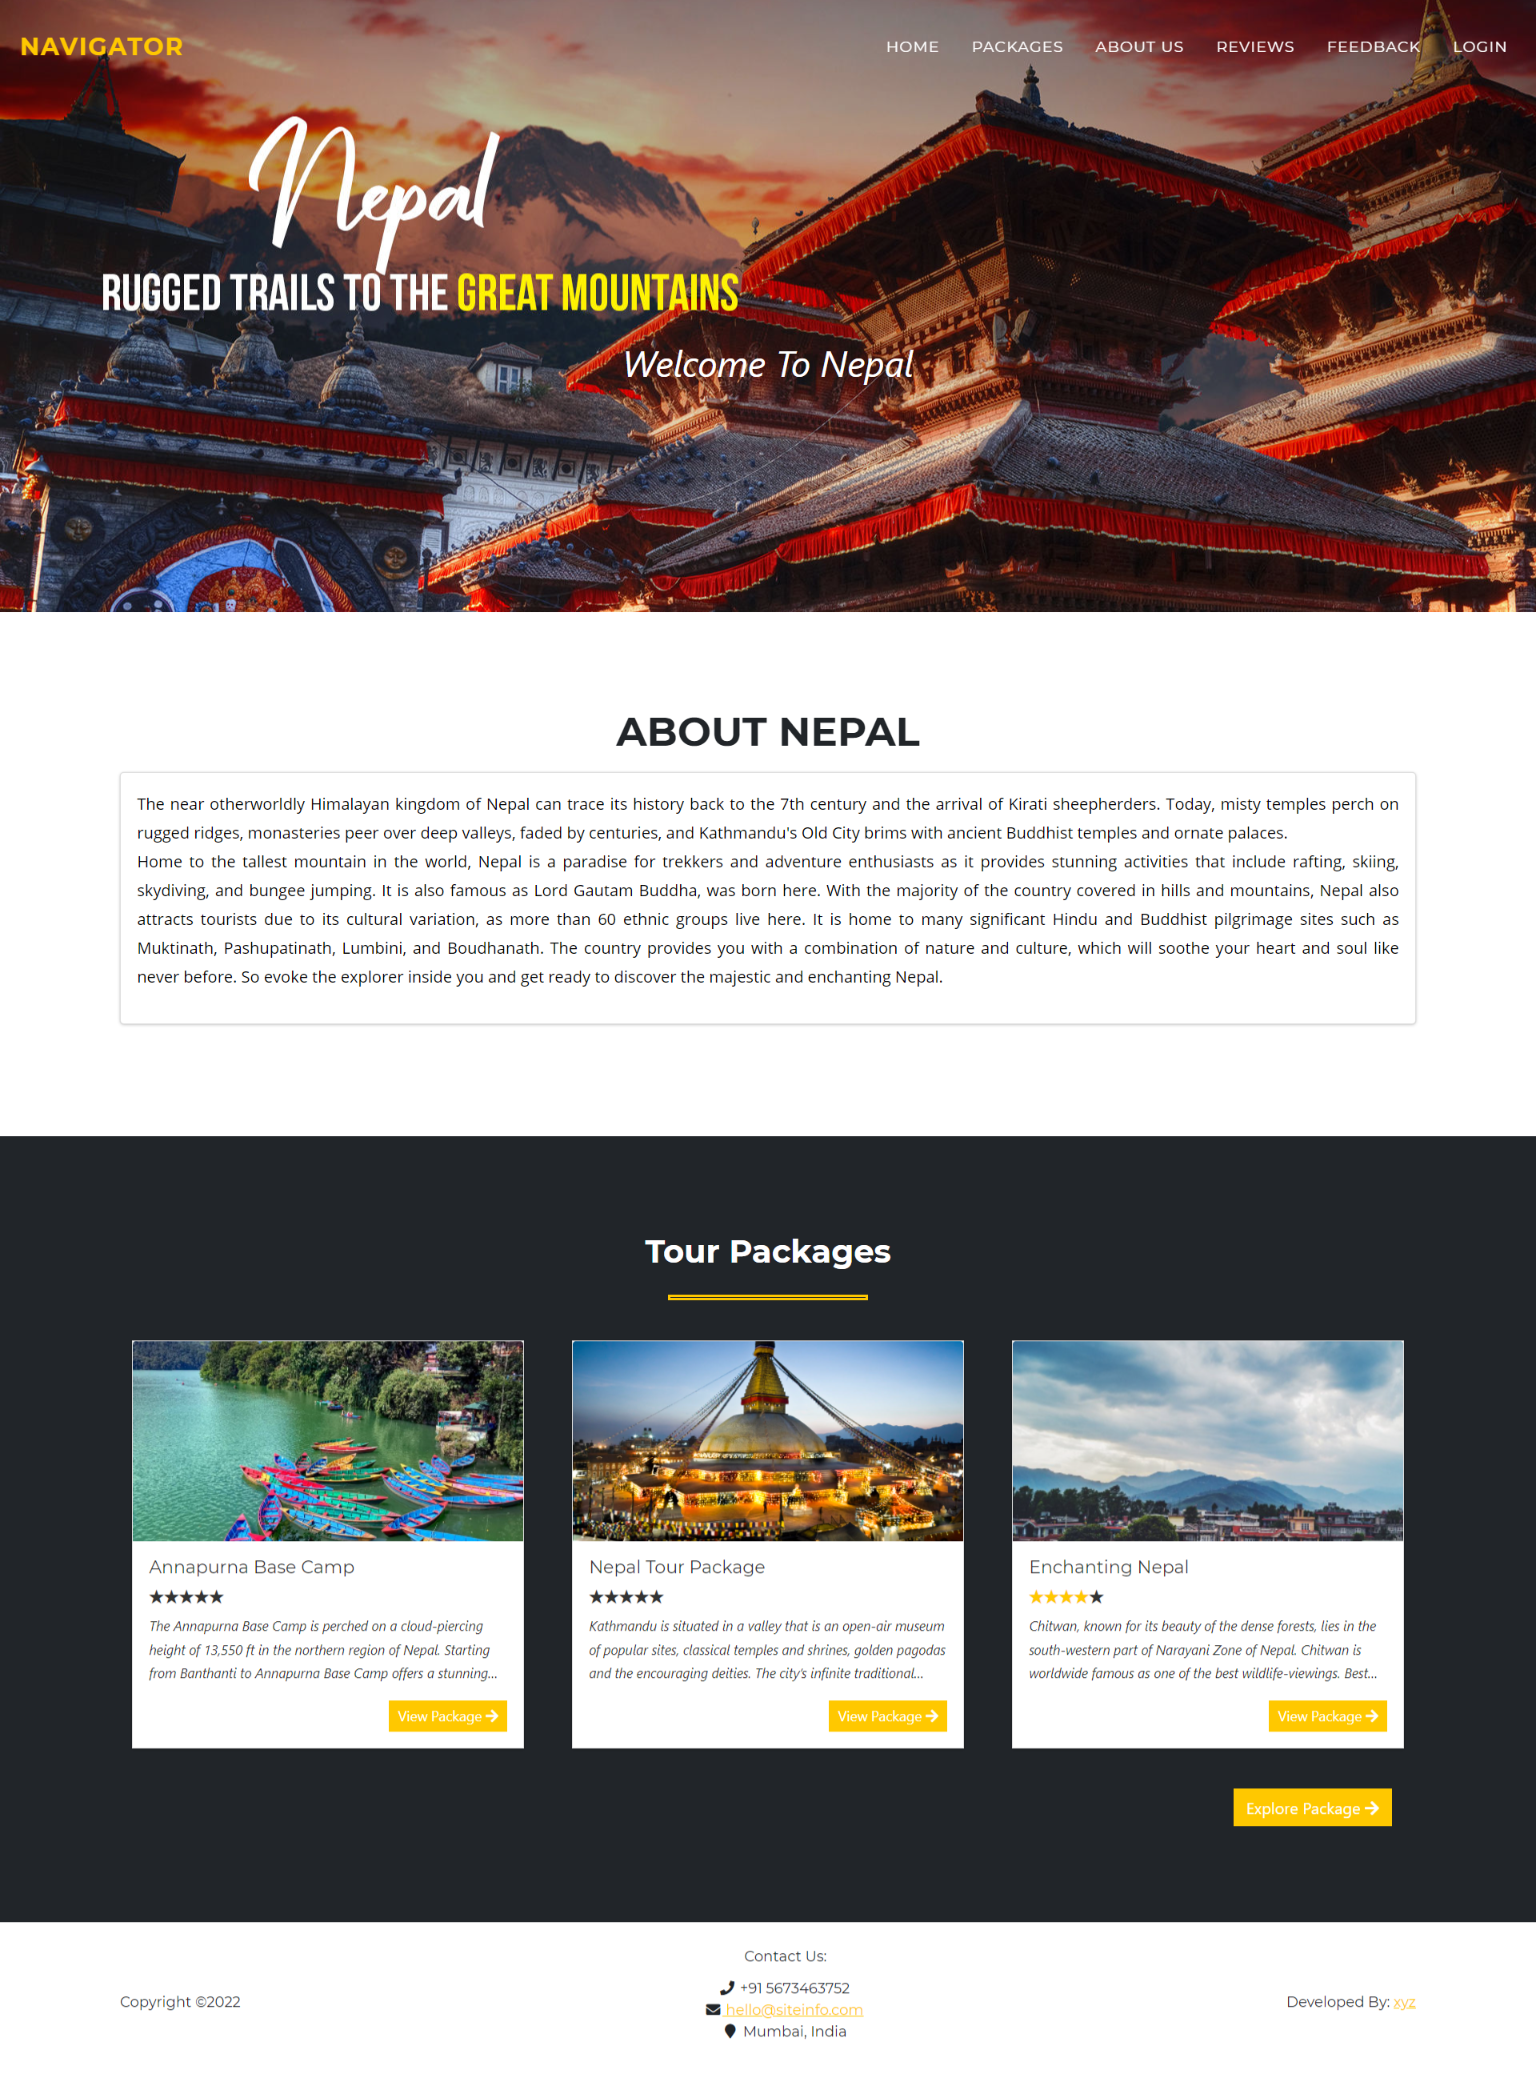 NAVIGATOR
HOME PACKAGES ABOUT US REVIEWS FEEDBACK LOGIN
Nepal
RUGGED TRAILS TO THE GREAT MOUNTAINS
Welcome To Nepal
ABOUT NEPAL
The near otherworldly Himalayan kingdom of Nepal can trace its history back to the 7th century and the arrival of Kirati sheepherders. Today, misty temples perch on
rugged ridges, monasteries peer over deep valleys, faded by centuries, and Kathmandu's Old City brims with ancient Buddhist temples and ornate palaces.
Home to the tallest mountain in the world, Nepal is a paradise for trekkers and adventure enthusiasts as it provides stunning activities that include rafting, skiing,
skydiving, and bungee jumping. It is also famous as Lord Gautam Buddha, was born here. With the majority of the country covered in hills and mountains, Nepal also
attracts tourists due to its cultural variation, as more than 60 ethnic groups live here. It is home to many significant Hindu and Buddhist pilgrimage sites such as
Muktinath, Pashupatinath, Lumbini, and Boudhanath. The country provides you with a combination of nature and culture, which will soothe your heart and soul like
never before. So evoke the explorer inside you and get ready to discover the majestic and enchanting Nepal.
Tour Packages
Annapurna Base Camp
★★★★★
The Annapurna Base Camp is perched on a cloud-piercing
height of 13,550 ft in the northern region of Nepal. Starting
from Banthanti to Annapurna Base Camp offers a stunning...
View Package →
Nepal Tour Package
★★★★★
Kathmandu is situated in a valley that is an open-air museum
of popular sites, classical temples and shrines, golden pagodas
and the encouraging deities. The city's infinite traditional...
View Package →
Enchanting Nepal
★★★★★
Chitwan, known for its beauty of the dense forests, lies in the
south-western part of Narayani Zone of Nepal. Chitwan is
worldwide famous as one of the best wildlife-viewings. Best...
View Package →
Explore Package →
Copyright ©2022
Contact Us:
+91 5673463752
hello@siteinfo.com
Mumbai, India
Developed By: xyz